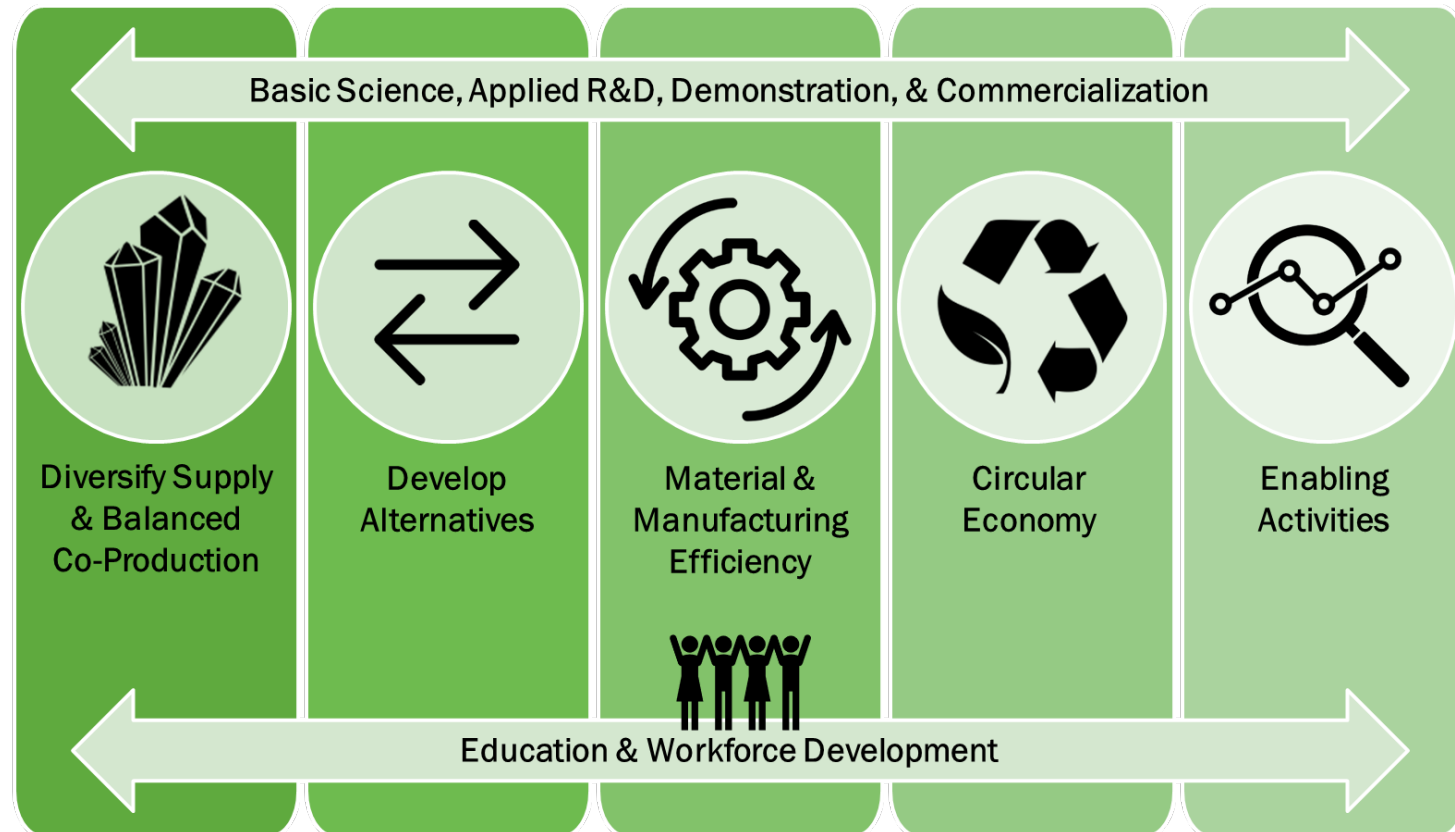 Basic Science, Applied R&D, Demonstration, & Commercialization
Diversify Supply
& Balanced
Co-Production
Develop
Alternatives
Material &
Manufacturing
Efficiency
Circular
Economy
Enabling
Activities
Education & Workforce Development